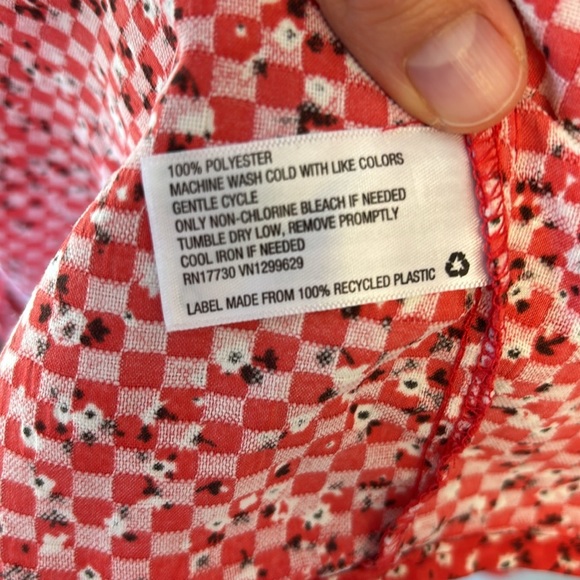 100% POLYESTER
MACHINE WASH COLD WITH LIKE COLORS
GENTLE CYCLE
ONLY NON-CHLORINE BLEACH IF NEEDED
TUMBLE DRY LOW, REMOVE PROMPTLY
COOL IRON IF NEEDED
RN17730 VN1299629
LABEL MADE FROM 100% RECYCLED PLASTIC